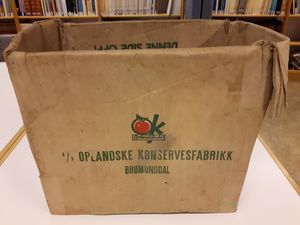 DENNE SIDE OPP!
Ok
A/S OPLANDSKE KONSERVESFABRIKK
BRUMUNDDAL